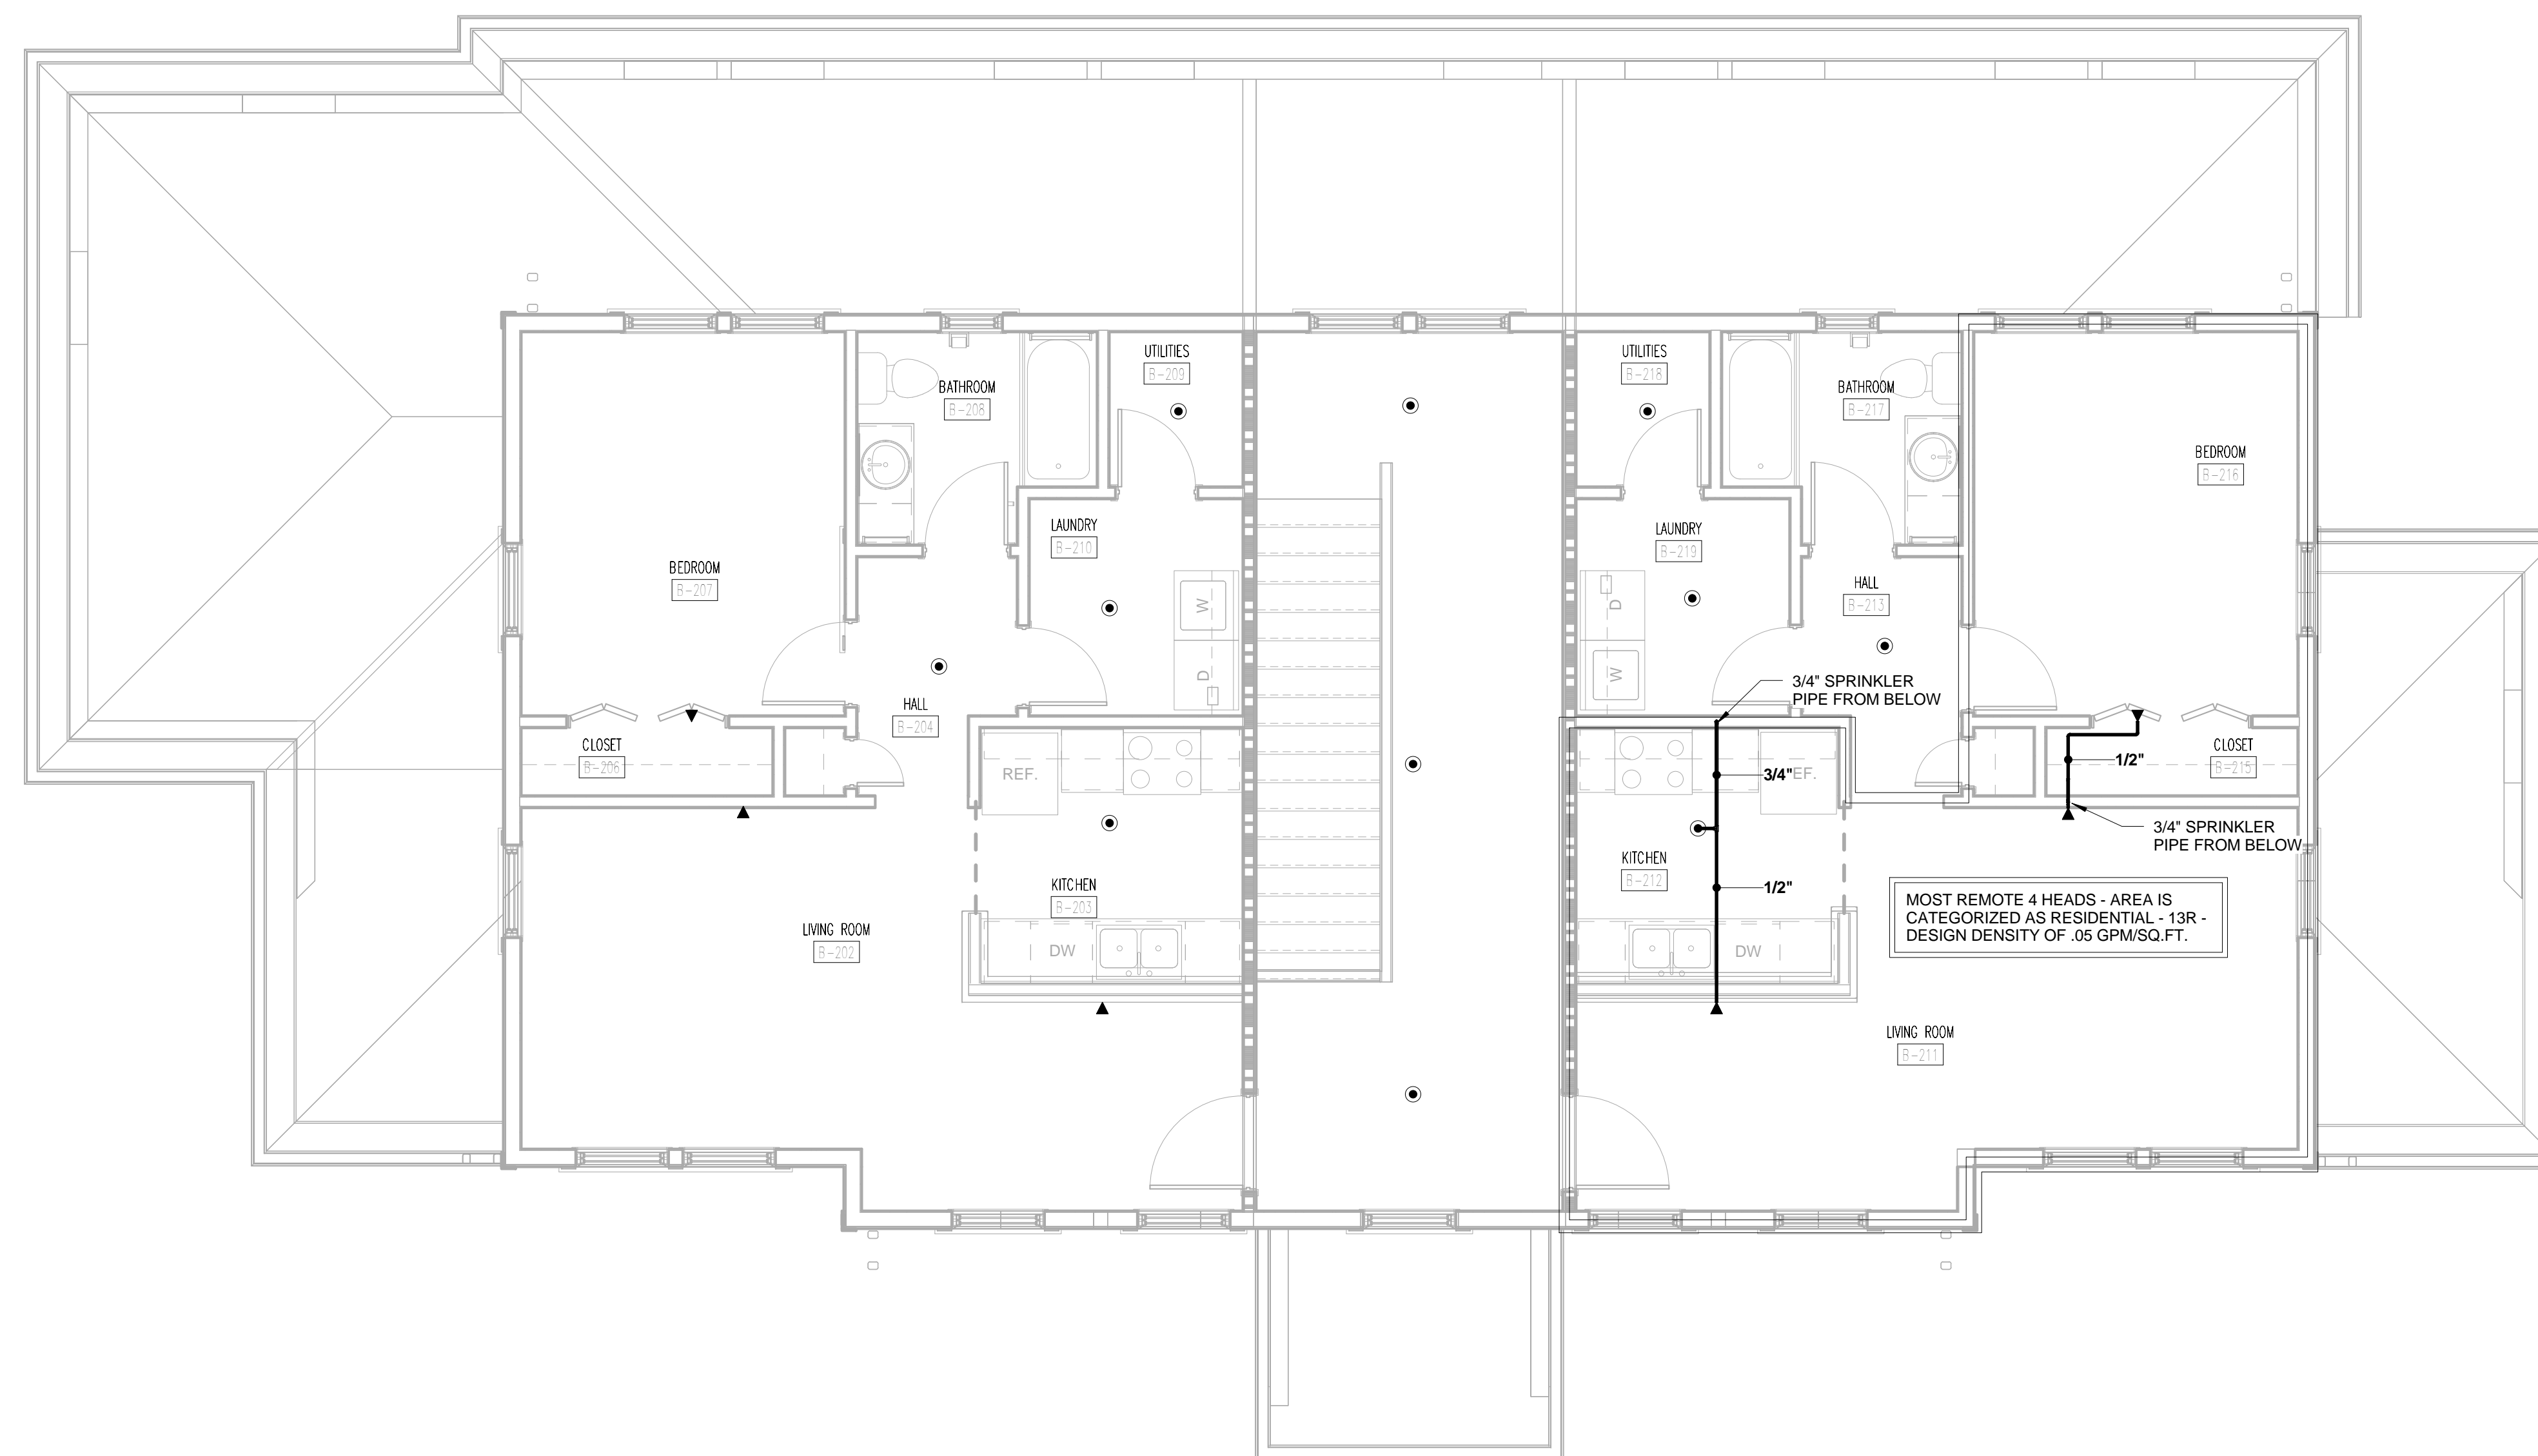 UTILITIES
B-209
UTILITIES
B-218
BATHROOM
B-208
BATHROOM
B-217
BEDROOM
B-216
LAUNDRY
B-210
LAUNDRY
B-219
BEDROOM
B-207
HALL
B-213
W
D
D
W
3/4" SPRINKLER
PIPE FROM BELOW
HALL
B-204
CLOSET
B-206
CLOSET
B-215
1/2"
REF.
3/4"
EF.
3/4" SPRINKLER
PIPE FROM BELOW
KITCHEN
B-212
KITCHEN
B-203
1/2"
MOST REMOTE 4 HEADS - AREA IS
CATEGORIZED AS RESIDENTIAL - 13R -
DESIGN DENSITY OF .05 GPM/SQ.FT.
LIVING ROOM
B-202
DW
DW
LIVING ROOM
B-211